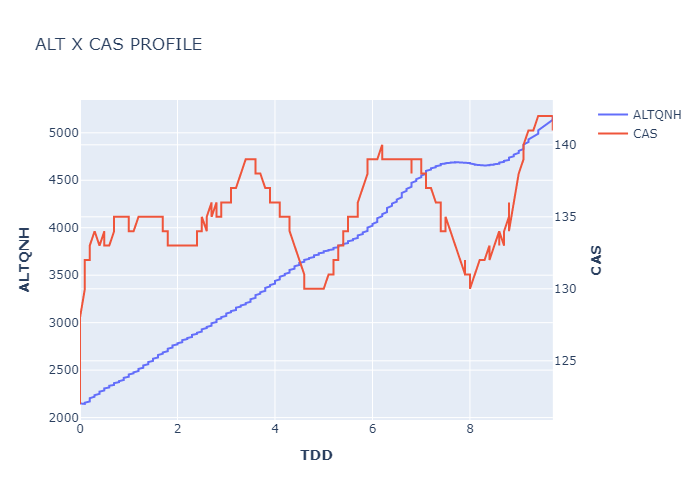 ALT X CAS PROFILE
ALTQNH
CAS
5000
4500
4000
3500
3000
2500
2000
ALTQNH
140
135
130
125
CAS
0 2 4 6 8
TDD